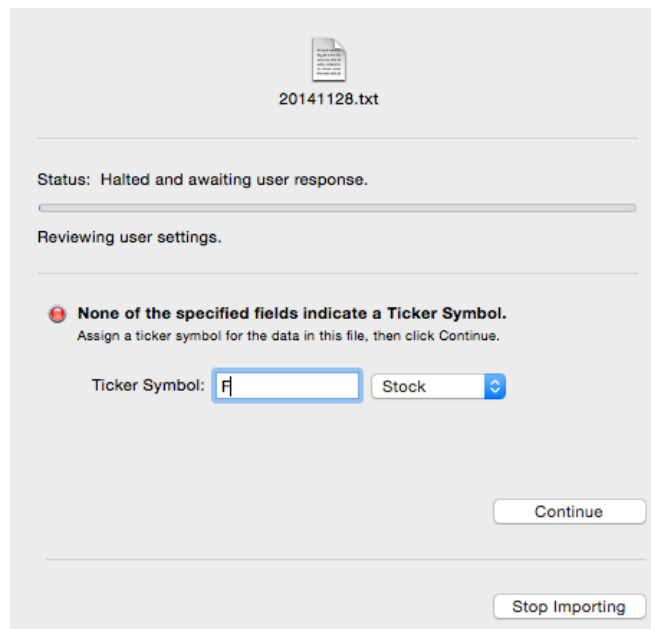 20141128.txt
Status: Halted and awaiting user response.
Reviewing user settings.
None of the specified fields indicate a Ticker Symbol.
Assign a ticker symbol for the data in this file, then click Continue.
Ticker Symbol: F Stock
Continue
Stop Importing